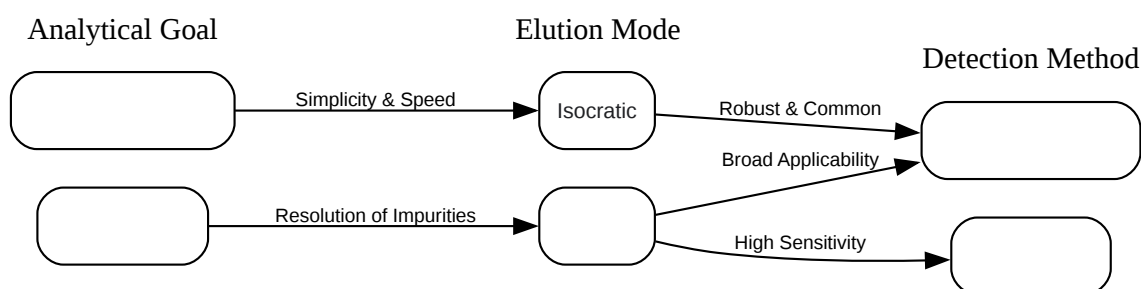 Analytical Goal
Elution Mode
Detection Method
Simplicity & Speed
Isocratic
Robust & Common
Broad Applicability
Resolution of Impurities
High Sensitivity